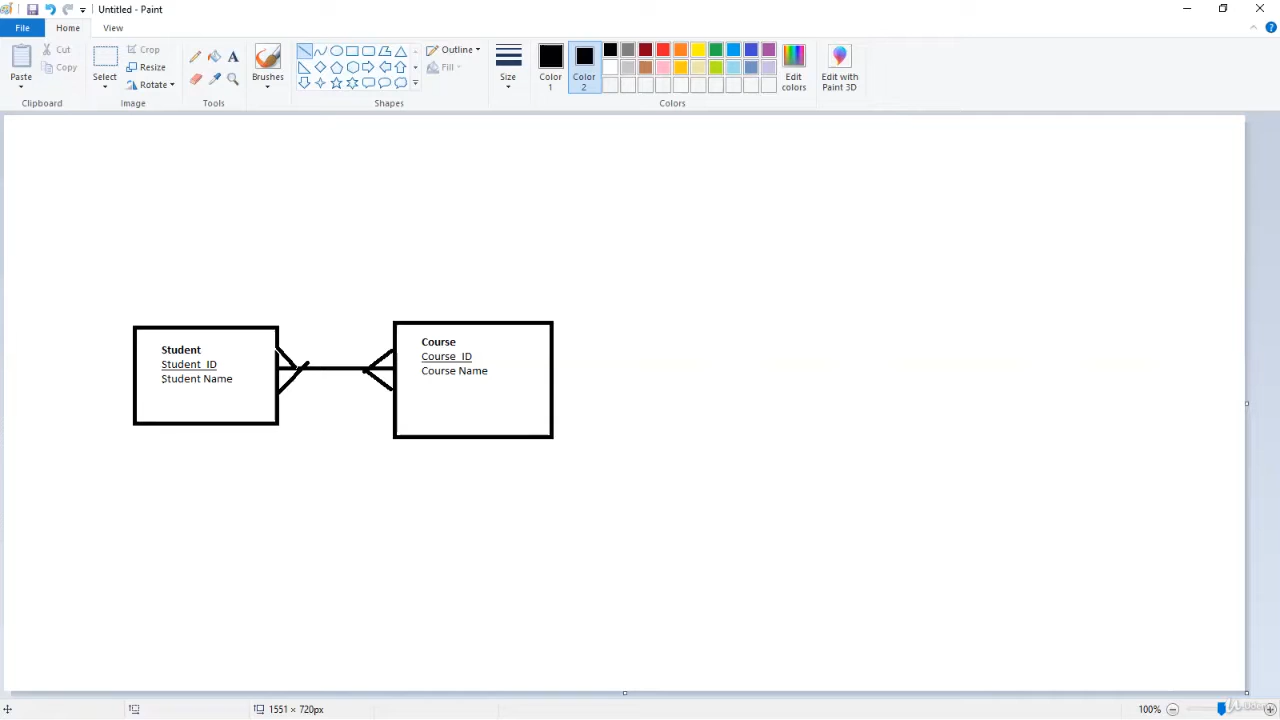 Untitled - Paint
File
Home
View
Paste
Cut
Copy
Clipboard
Select
Crop
Resize
Rotate
Image
Tools
Brushes
Shapes
Outline
Fill
Size
Color 1
Color 2
Edit colors
Colors
Edit with Paint 3D
Student
Student_ID
Student Name
Course
Course_ID
Course Name
1551 × 720px
100%